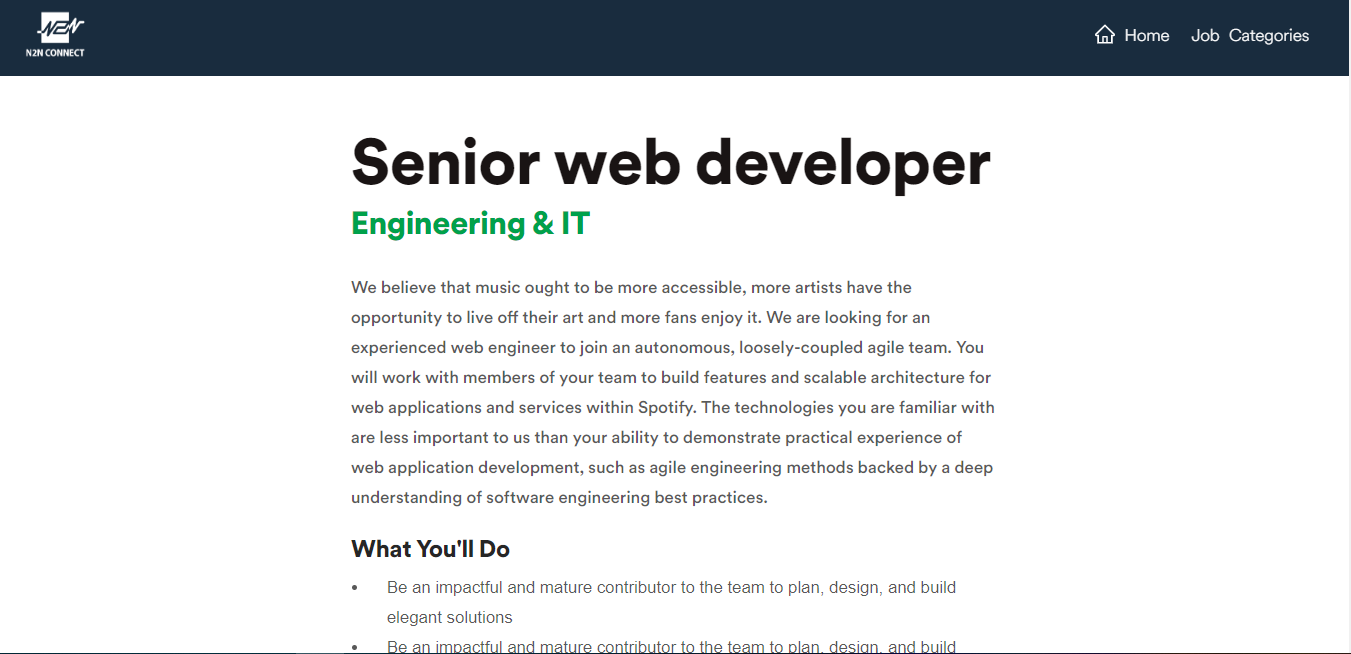 N2N
N2N CONNECT
Home Job Categories
Senior web developer
Engineering & IT
We believe that music ought to be more accessible, more artists have the
opportunity to live off their art and more fans enjoy it. We are looking for an
experienced web engineer to join an autonomous, loosely-coupled agile team. You
will work with members of your team to build features and scalable architecture for
web applications and services within Spotify. The technologies you are familiar with
are less important to us than your ability to demonstrate practical experience of
web application development, such as agile engineering methods backed by a deep
understanding of software engineering best practices.
What You'll Do
• Be an impactful and mature contributor to the team to plan, design, and build
elegant solutions
• Be an impactful and mature contributor to the team to plan, design, and build